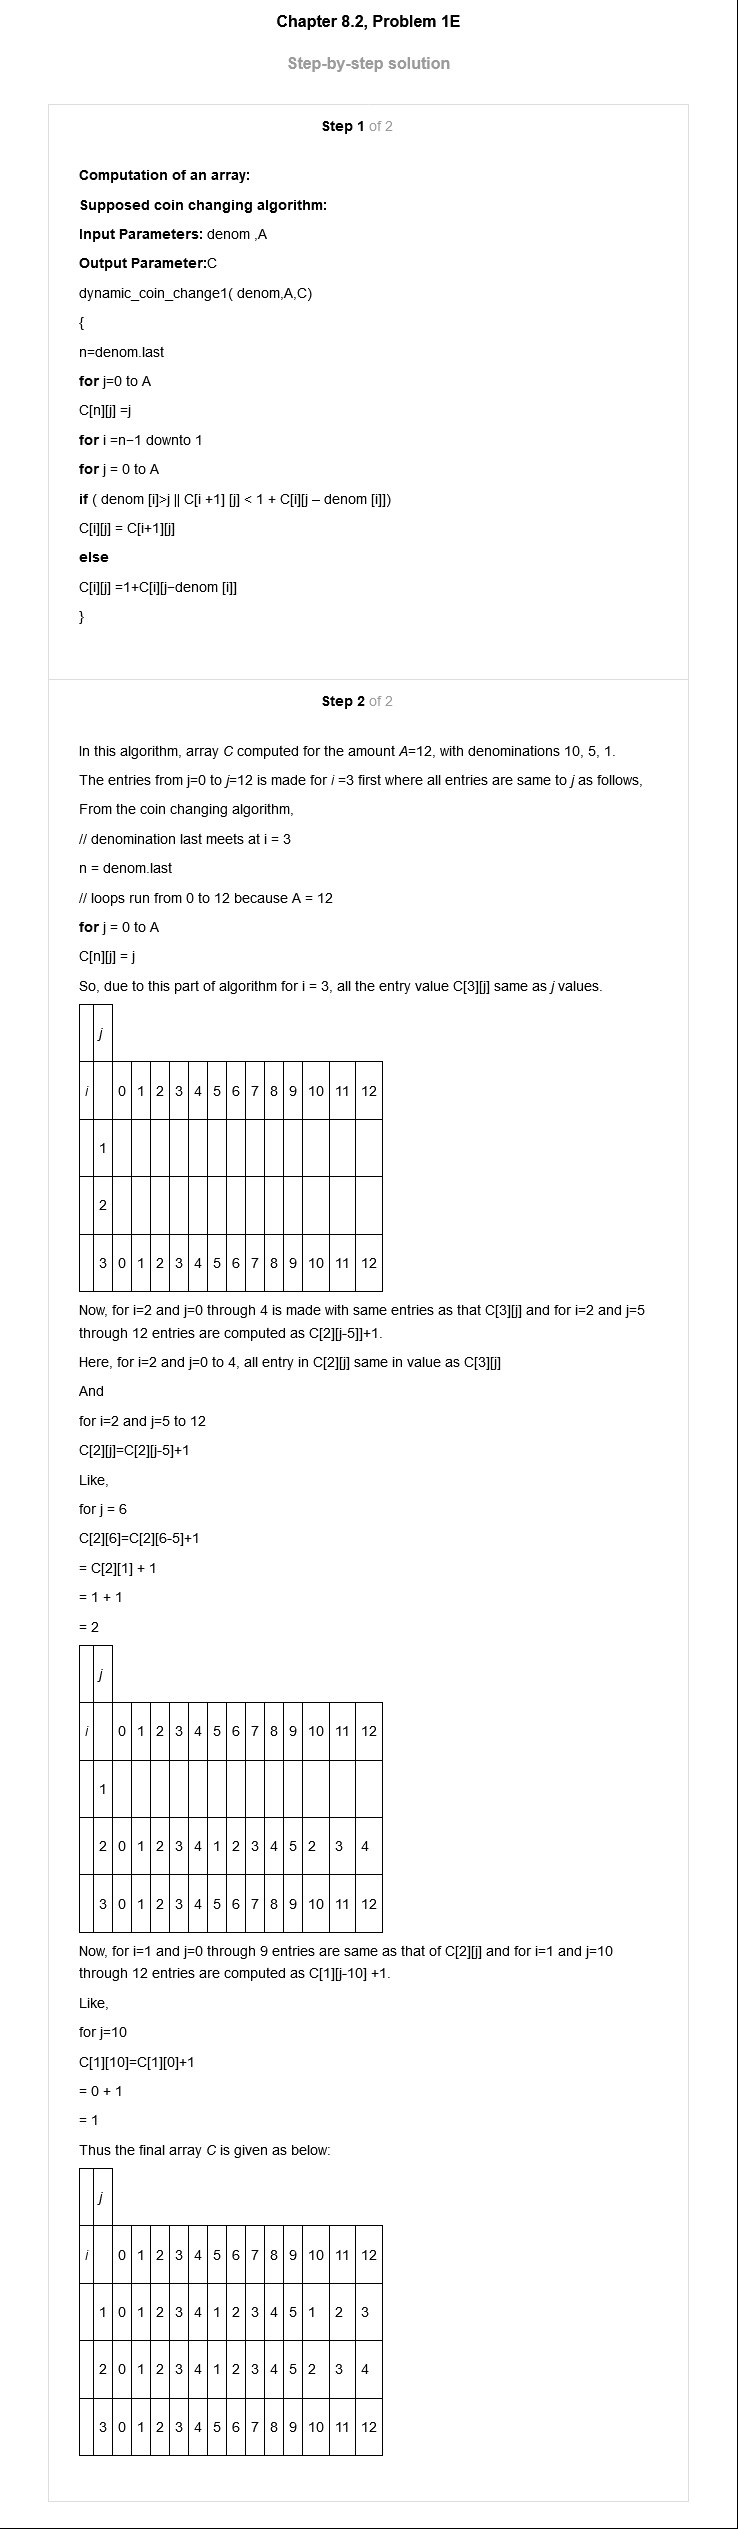 Chapter 8.2, Problem 1E
Step-by-step solution
Step 1 of 2
Computation of an array:
Supposed coin changing algorithm:
Input Parameters: denom ,A
Output Parameter:C
dynamic_coin_change1( denom,A,C)
{
n=denom.last
for j=0 to A
C[n][j] =j
for i =n−1 downto 1
for j = 0 to A
if ( denom [i]>j || C[i +1] [j] < 1 + C[i][j – denom [i]])
C[i][j] = C[i+1][j]
else
C[i][j] =1+C[i][j−denom [i]]
}
Step 2 of 2
In this algorithm, array C computed for the amount A=12, with denominations 10, 5, 1.
The entries from j=0 to j=12 is made for i =3 first where all entries are same to j as follows,
From the coin changing algorithm,
// denomination last meets at i = 3
n = denom.last
// loops run from 0 to 12 because A = 12
for j = 0 to A
C[n][j] = j
So, due to this part of algorithm for i = 3, all the entry value C[3][j] same as j values.
j
i 0 1 2 3 4 5 6 7 8 9 10 11 12
1
2
3 0 1 2 3 4 5 6 7 8 9 10 11 12
Now, for i=2 and j=0 through 4 is made with same entries as that C[3][j] and for i=2 and j=5
through 12 entries are computed as C[2][j-5]]+1.
Here, for i=2 and j=0 to 4, all entry in C[2][j] same in value as C[3][j]
And
for i=2 and j=5 to 12
C[2][j]=C[2][j-5]+1
Like,
for j = 6
C[2][6]=C[2][6-5]+1
= C[2][1] + 1
= 1 + 1
= 2
j
i 0 1 2 3 4 5 6 7 8 9 10 11 12
1
2 0 1 2 3 4 1 2 3 4 5 2 3 4
3 0 1 2 3 4 5 6 7 8 9 10 11 12
Now, for i=1 and j=0 through 9 entries are same as that of C[2][j] and for i=1 and j=10
through 12 entries are computed as C[1][j-10] +1.
Like,
for j=10
C[1][10]=C[1][0]+1
= 0 + 1
= 1
Thus the final array C is given as below:
j
i 0 1 2 3 4 5 6 7 8 9 10 11 12
1 0 1 2 3 4 1 2 3 4 5 1 2 3
2 0 1 2 3 4 1 2 3 4 5 2 3 4
3 0 1 2 3 4 5 6 7 8 9 10 11 12